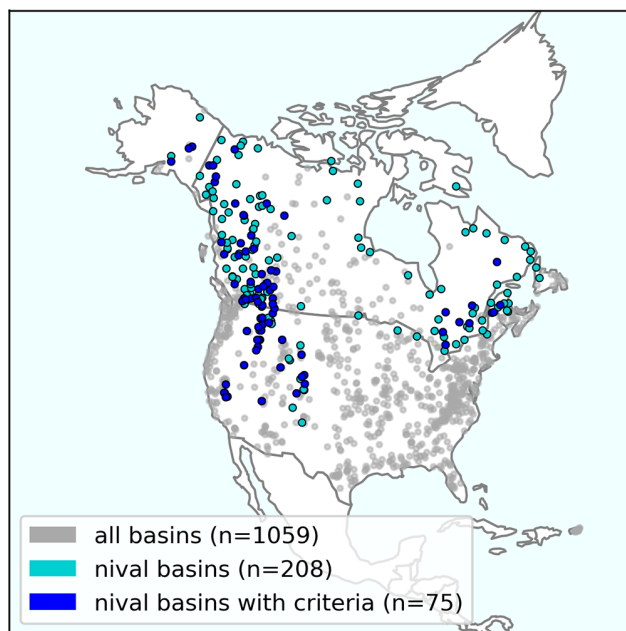 all basins (n=1059)
nival basins (n=208)
nival basins with criteria (n=75)